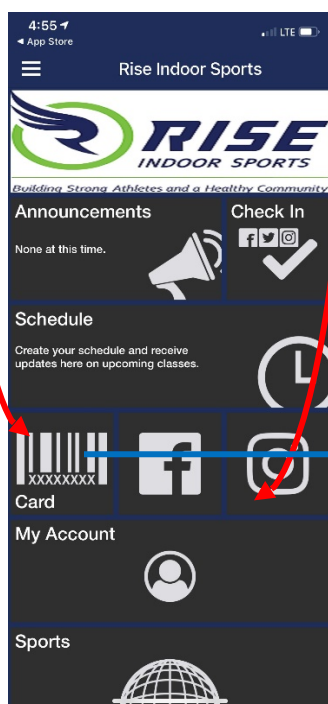 4:55
App Store
LTE
Rise Indoor Sports
RISE
INDOOR SPORTS
Building Strong Athletes and a Healthy Community
Announcements
None at this time.
Check In
Schedule
Create your schedule and receive
updates here on upcoming classes.
XXXXXXXX
Card
My Account
Sports